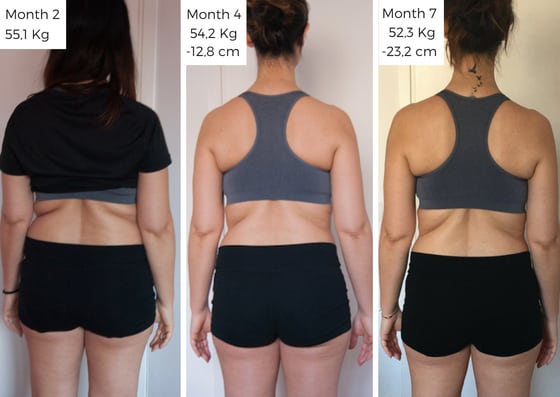 Month 2
55,1 Kg
Month 4
54,2 Kg
-12,8 cm
Month 7
52,3 Kg
-23,2 cm